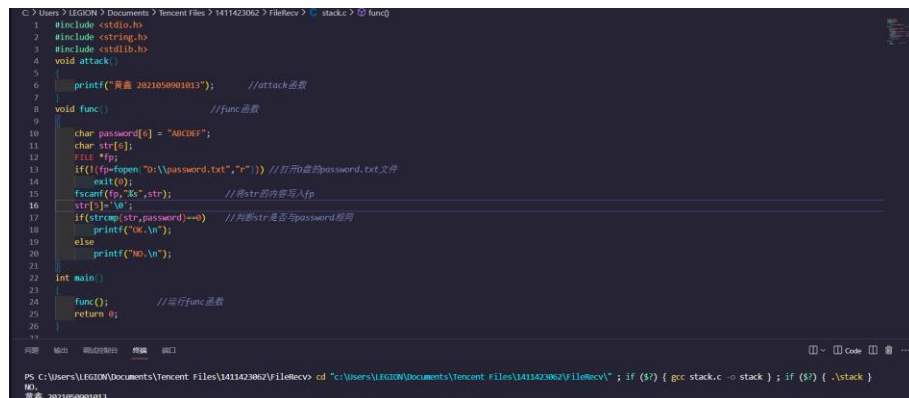 C: > Users > LEGION > Documents > Tencent Files > 1411423062 > FileRecv > C stack.c > func()
1 #include <stdio.h>
2 #include <string.h>
3 #include <stdlib.h>
4 void attack()
5 {
6 printf("黄鑫 2021050901013"); //attack函数
7 }
8 void func() //func函数
9 {
10 char password[6] = "ABCDEF";
11 char str[6];
12 FILE *fp;
13 if(!(fp=fopen("D:\\password.txt","r"))) //打开D盘的password.txt文件
14 exit(0);
15 fscanf(fp,"%s",str); //将str的内容写入fp
16 str[5]='\0';
17 if(strcmp(str,password)==0) //判断str是否与password相同
18 printf("OK.\n");
19 else
20 printf("NO.\n");
21 }
22 int main()
23 {
24 func(); //运行func函数
25 return 0;
26 }
27
问题 输出 调试控制台 终端 端口 Code
PS C:\Users\LEGION\Documents\Tencent Files\1411423062\FileRecv> cd "c:\Users\LEGION\Documents\Tencent Files\1411423062\FileRecv\" ; if ($?) { gcc stack.c -o stack } ; if ($?) { .\stack }
NO.
黄鑫 2021050901013